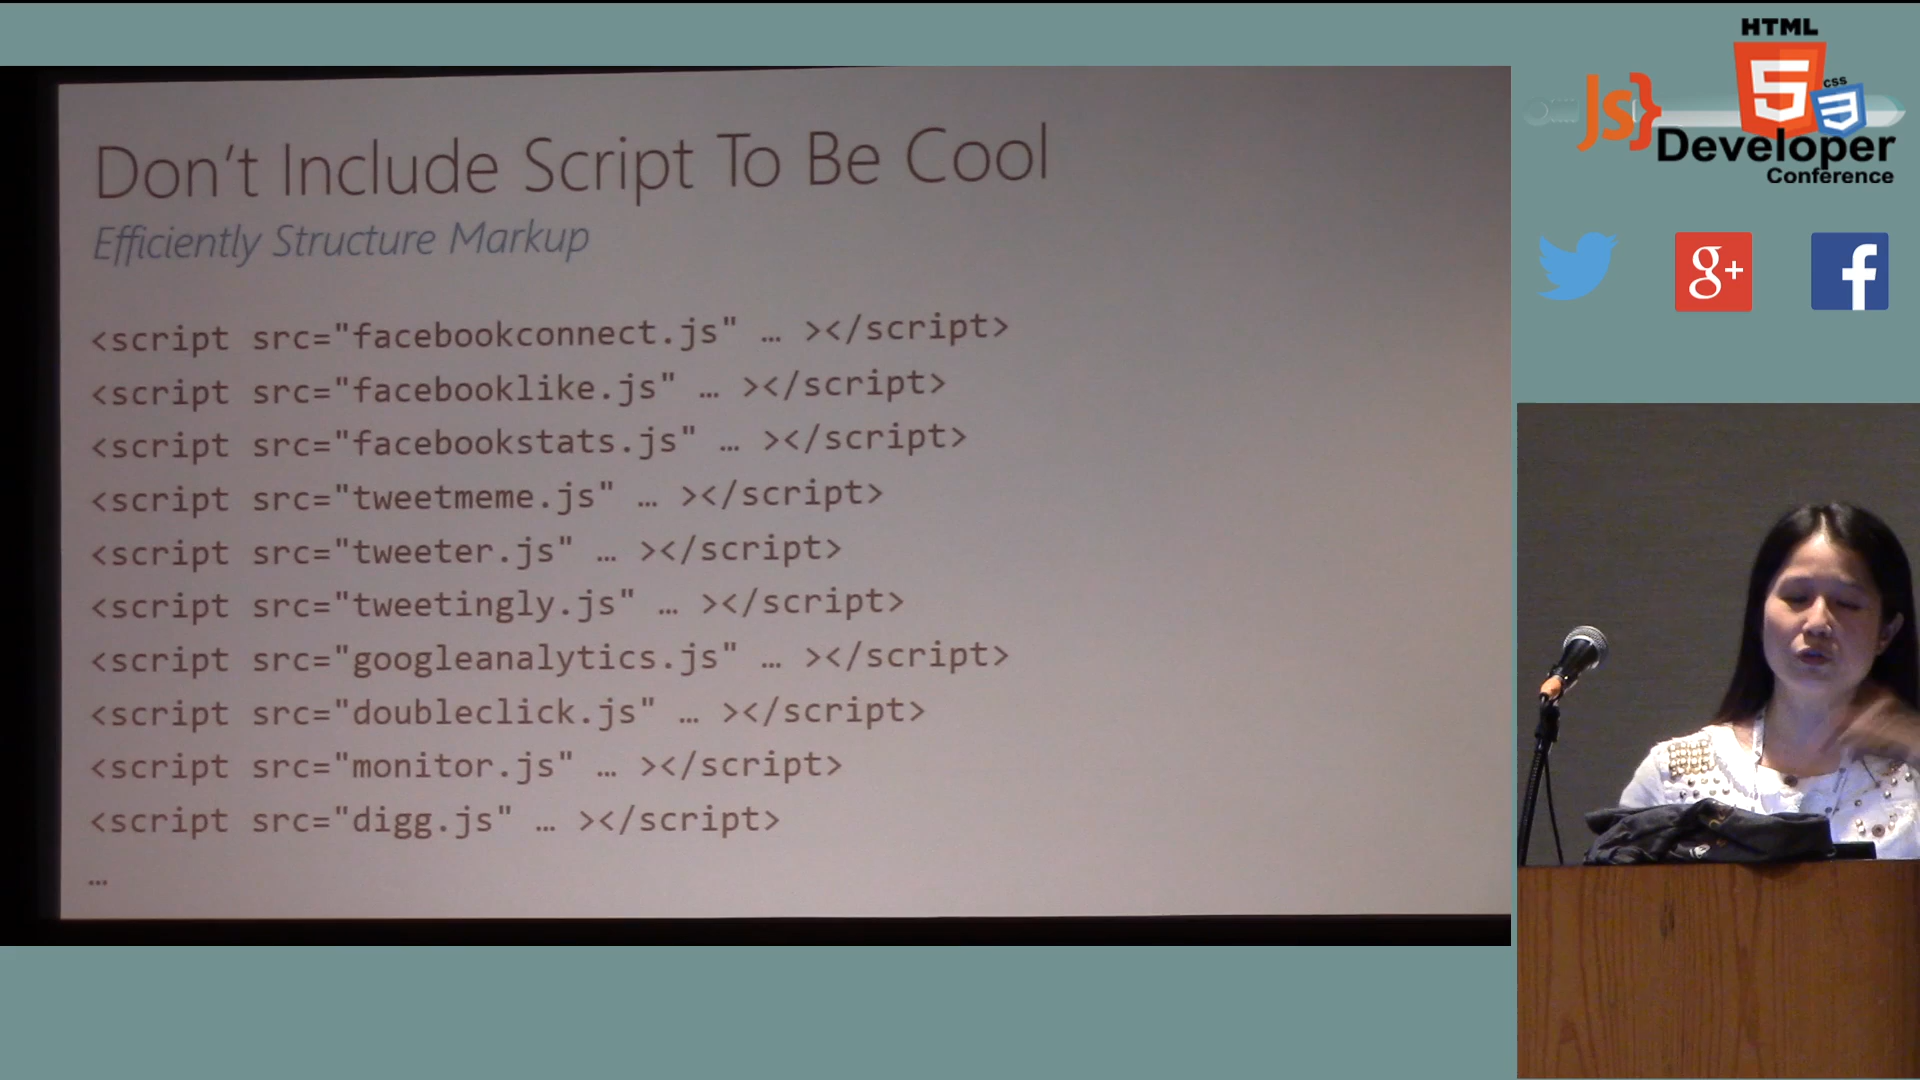 Don't Include Script To Be Cool
Efficiently Structure Markup
<script src="facebookconnect.js" … ></script>
<script src="facebooklike.js" … ></script>
<script src="facebookstats.js" … ></script>
<script src="tweetmeme.js" … ></script>
<script src="tweeter.js" … ></script>
<script src="tweetingly.js" … ></script>
<script src="googleanalytics.js" … ></script>
<script src="doubleclick.js" … ></script>
<script src="monitor.js" … ></script>
<script src="digg.js" … ></script>
…
HTML
5
JS}
CSS
3
Developer
Conference
g+
f